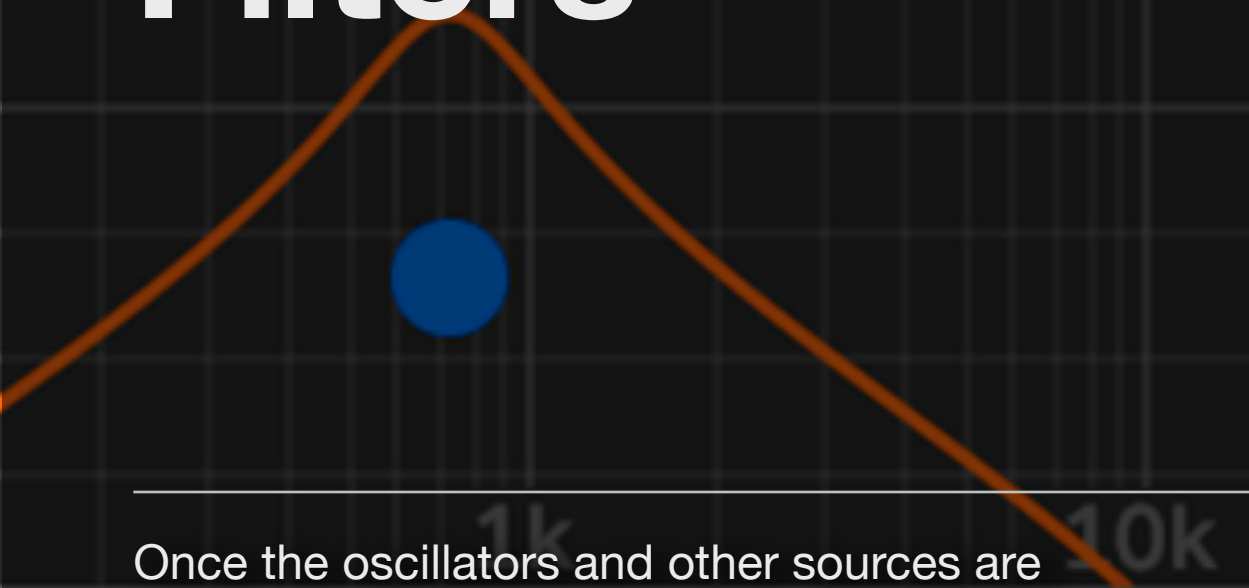 Filters
1k
10k
Once the oscillators and other sources are